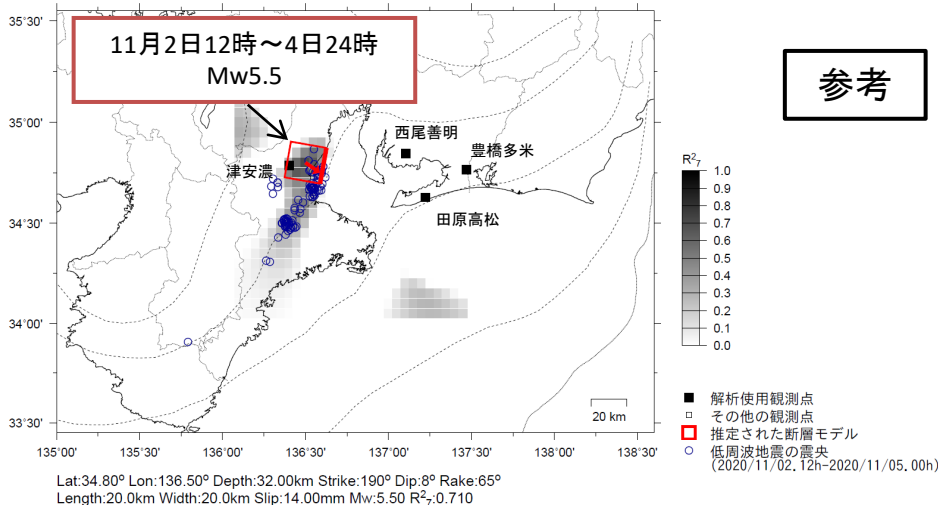 11月2日12時～4日24時
Mw5.5
参考
西尾善明
豊橋多米
津安濃
田原高松
35°30'
35°00'
34°30'
34°00'
33°30'
135°00'
135°30'
136°00'
136°30'
137°00'
137°30'
138°00'
138°30'
20 km
R²₇
1.0
0.9
0.8
0.7
0.6
0.5
0.4
0.3
0.2
0.1
0.0
解析使用観測点
その他の観測点
推定された断層モデル
低周波地震の震央
(2020/11/02.12h-2020/11/05.00h)
Lat:34.80º Lon:136.50º Depth:32.00km Strike:190º Dip:8º Rake:65º
Length:20.0km Width:20.0km Slip:14.00mm Mw:5.50 R²₇:0.710